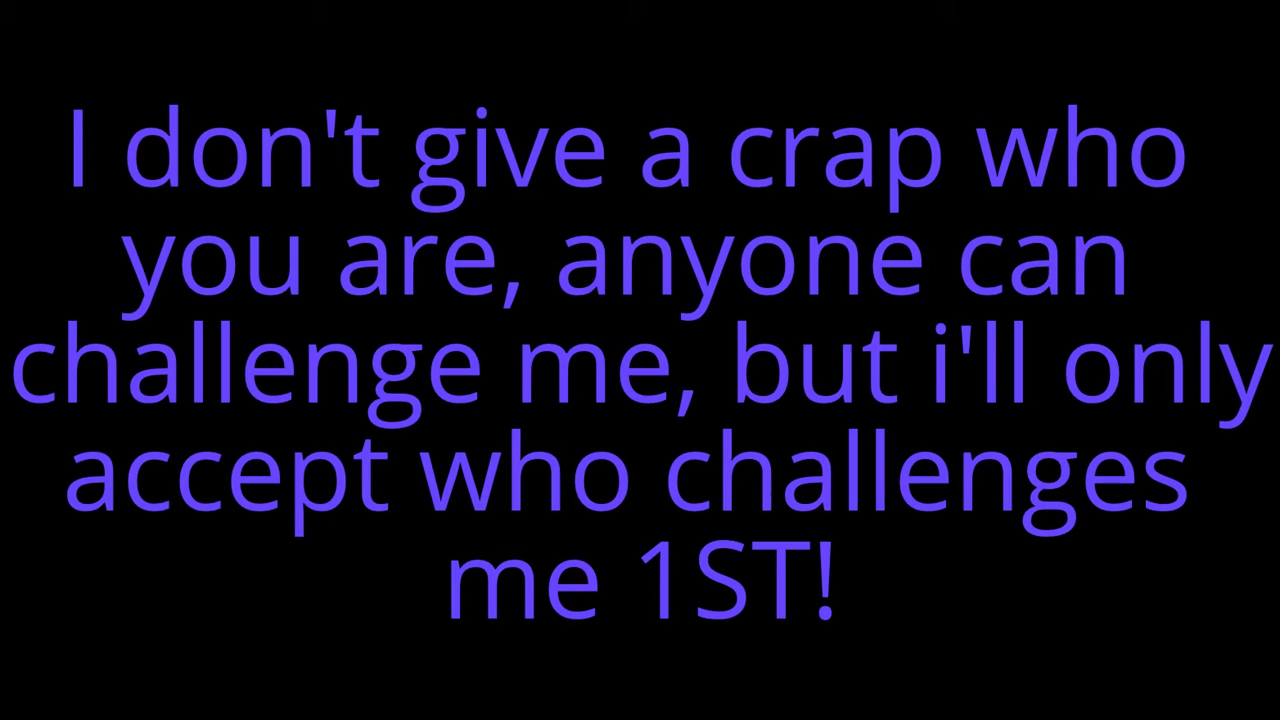 I don't give a crap who
you are, anyone can
challenge me, but i'll only
accept who challenges
me 1ST!